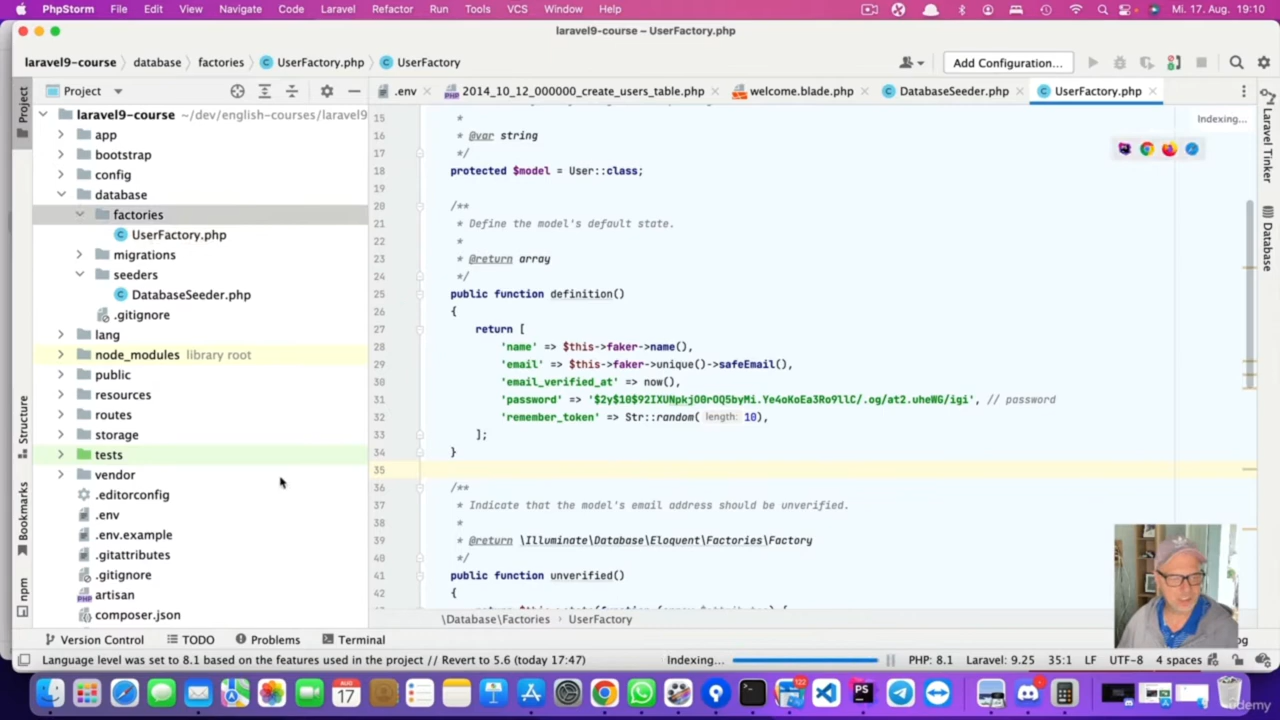 PhpStorm File Edit View Navigate Code Laravel Refactor Run Tools VCS Window Help Mi. 17. Aug. 19:10
laravel9-course – UserFactory.php
laravel9-course database factories UserFactory.php UserFactory Add Configuration...
Project .env 2014_10_12_000000_create_users_table.php welcome.blade.php DatabaseSeeder.php UserFactory.php
Project
Structure
Bookmarks
npm
laravel9-course ~/dev/english-courses/laravel9
app
bootstrap
config
database
factories
UserFactory.php
migrations
seeders
DatabaseSeeder.php
.gitignore
lang
node_modules library root
public
resources
routes
storage
tests
vendor
.editorconfig
.env
.env.example
.gitattributes
.gitignore
artisan
composer.json
Indexing...
15 *
16 * @var string
17 */
18 protected $model = User::class;
19
20 /**
21 * Define the model's default state.
22 *
23 * @return array
24 */
25 public function definition()
26 {
27 return [
28 'name' => $this->faker->name(),
29 'email' => $this->faker->unique()->safeEmail(),
30 'email_verified_at' => now(),
31 'password' => '$2y$10$92IXUNpkjO0rOQ5byMi.Ye4oKoEa3Ro9llC/.og/at2.uheWG/igi', // password
32 'remember_token' => Str::random( length: 10),
33 ];
34 }
35
36 /**
37 * Indicate that the model's email address should be unverified.
38 *
39 * @return \Illuminate\Database\Eloquent\Factories\Factory
40 */
41 public function unverified()
42 {
\Database\Factories UserFactory
Laravel Tinker
Database
Version Control TODO Problems Terminal
Language level was set to 8.1 based on the features used in the project // Revert to 5.6 (today 17:47) Indexing... PHP: 8.1 Laravel: 9.25 35:1 LF UTF-8 4 spaces
17
122
PS
udemy